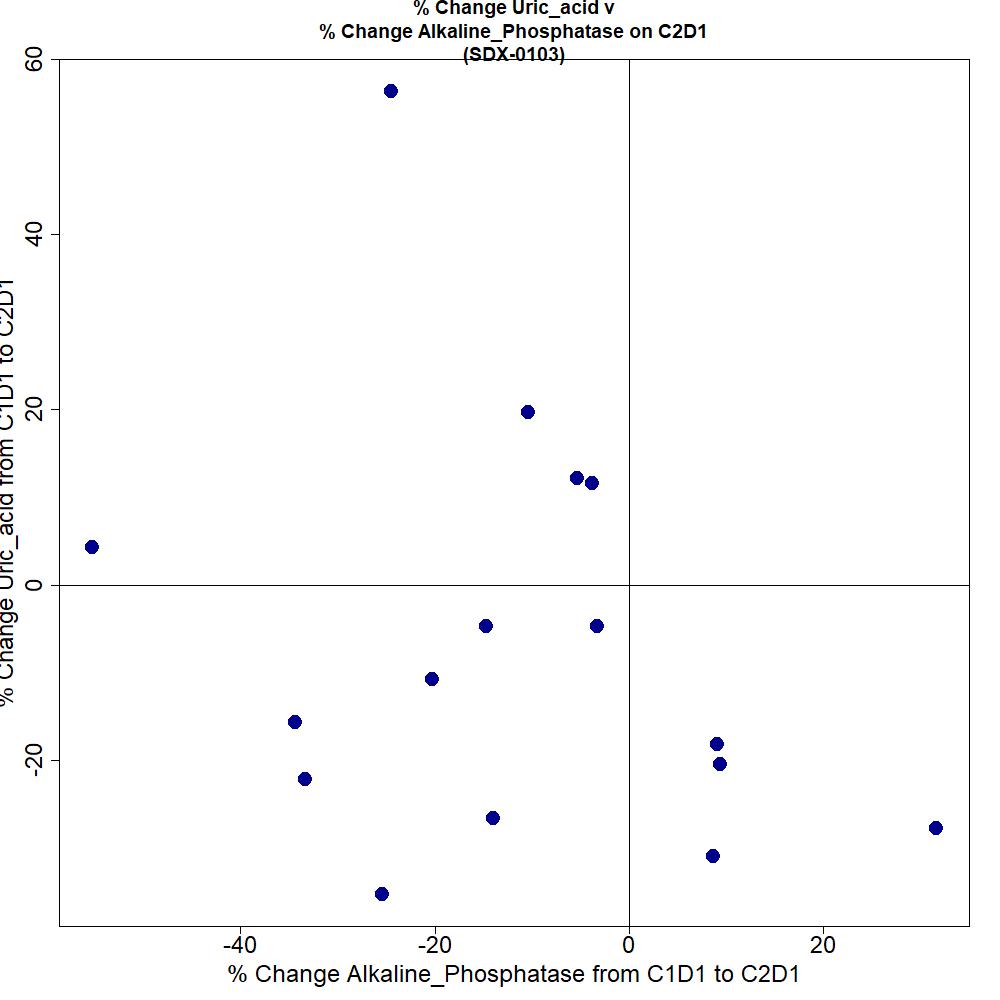 % Change Uric_acid v
% Change Alkaline_Phosphatase on C2D1
(SDX-0103)
% Change Uric_acid from C1D1 to C2D1
60
40
20
0
-20
-40
-20
0
20
% Change Alkaline_Phosphatase from C1D1 to C2D1